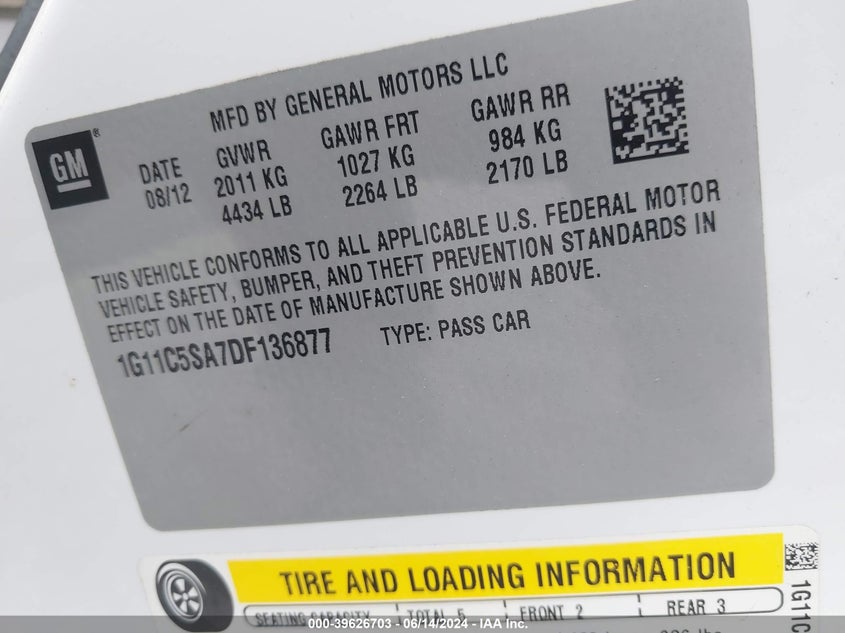 MFD BY GENERAL MOTORS LLC
GM®
DATE GVWR GAWR FRT GAWR RR
08/12 2011 KG 1027 KG 984 KG
4434 LB 2264 LB 2170 LB
THIS VEHICLE CONFORMS TO ALL APPLICABLE U.S. FEDERAL MOTOR
VEHICLE SAFETY, BUMPER, AND THEFT PREVENTION STANDARDS IN
EFFECT ON THE DATE OF MANUFACTURE SHOWN ABOVE.
1G11C5SA7DF136877 TYPE: PASS CAR
TIRE AND LOADING INFORMATION
SEATING CAPACITY TOTAL 5 FRONT 2 REAR 3
1G11C
000-39626703 - 06/14/2024 - IAA Inc.